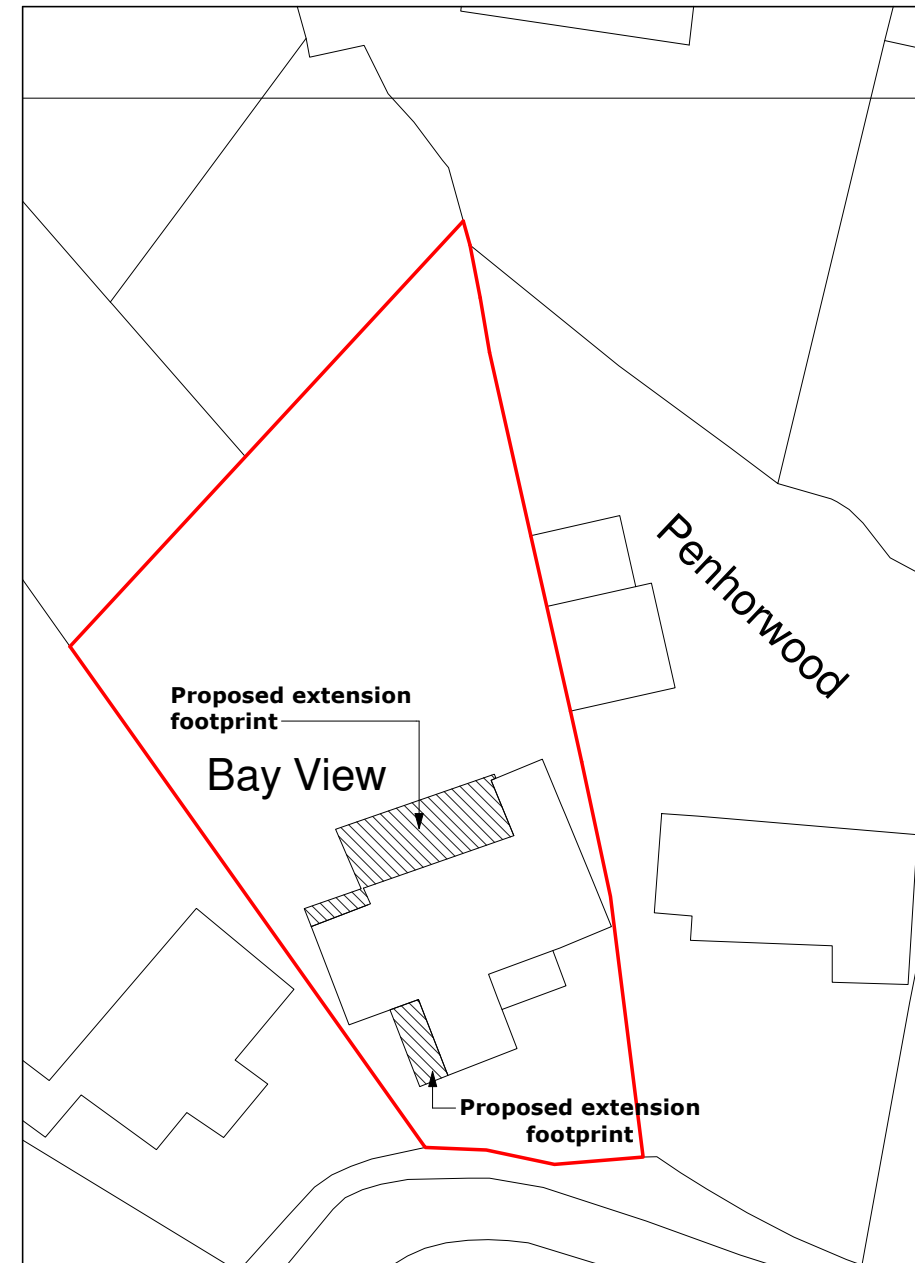 Penhorwood
Proposed extension
footprint
Bay View
Proposed extension
footprint